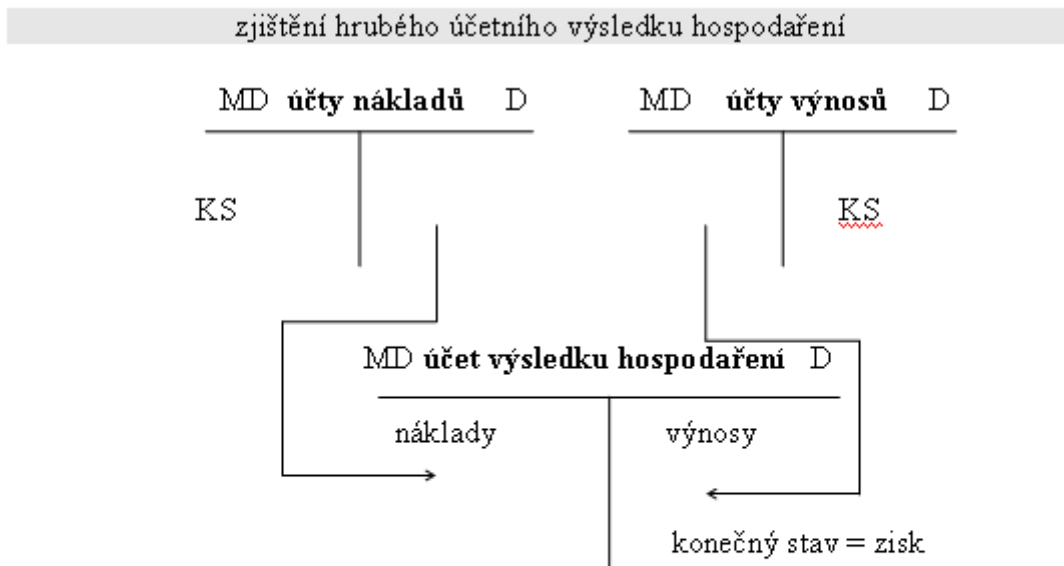 zjištění hrubého účetního výsledku hospodaření
MD účty nákladů D MD účty výnosů D
KS KS
MD účet výsledku hospodaření D
náklady výnosy
konečný stav = zisk